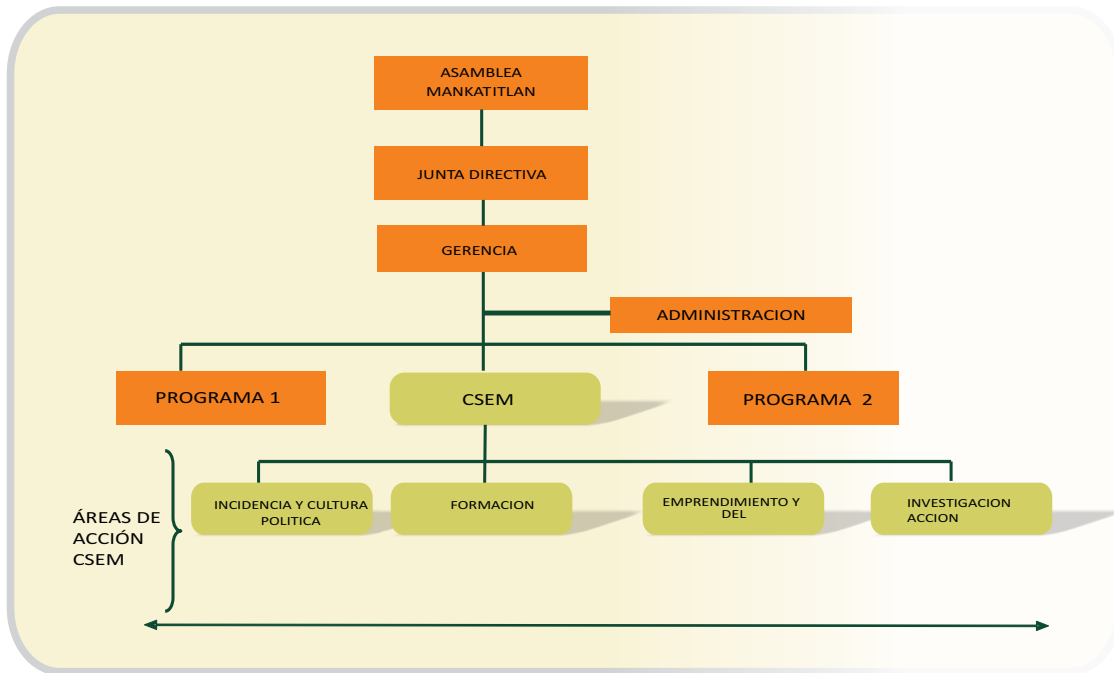 ASAMBLEA
MANKATITLAN
JUNTA DIRECTIVA
GERENCIA
ADMINISTRACION
PROGRAMA 1
CSEM
PROGRAMA 2
ÁREAS DE
ACCIÓN
CSEM
INCIDENCIA Y CULTURA
POLITICA
FORMACION
EMPRENDIMIENTO Y
DEL
INVESTIGACION
ACCION